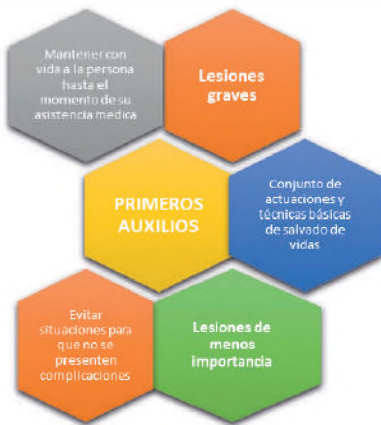 Mantener con
vida a la persona
hasta el
momento de su
asistencia medica
Lesiones
graves
PRIMEROS
AUXILIOS
Conjunto de
actuaciones y
técnicas básicas
de salvado de
vidas
Evitar
situaciones para
que no se
presenten
complicaciones
Lesiones de
menos
importancia